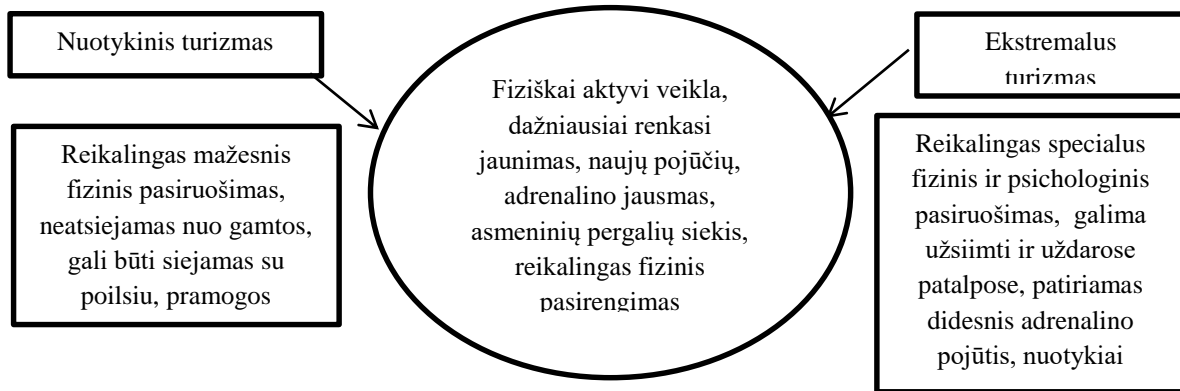 Nuotykinis turizmas
Reikalingas mažesnis
fizinis pasiruošimas,
neatsiejamas nuo gamtos,
gali būti siejamas su
poilsiu, pramogos
Fiziškai aktyvi veikla,
dažniausiai renkasi
jaunimas, naujų pojūčių,
adrenalino jausmas,
asmeninių pergalių siekis,
reikalingas fizinis
pasirengimas
Ekstremalus
turizmas
Reikalingas specialus
fizinis ir psichologinis
pasiruošimas, galima
užsiimti ir uždarose
patalpose, patiriamas
didesnis adrenalino
pojūtis, nuotykiai